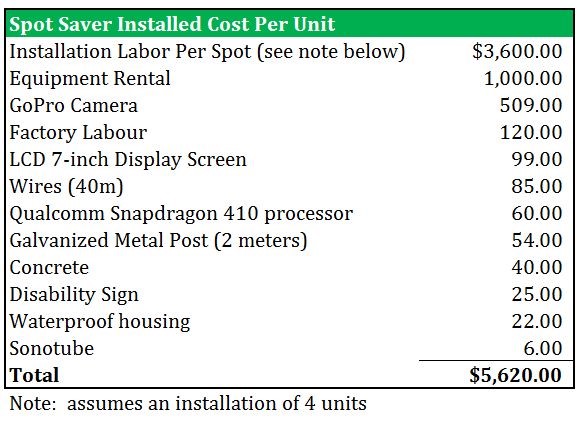 Spot Saver Installed Cost Per Unit
Installation Labor Per Spot (see note below) $3,600.00
Equipment Rental 1,000.00
GoPro Camera 509.00
Factory Labour 120.00
LCD 7-inch Display Screen 99.00
Wires (40m) 85.00
Qualcomm Snapdragon 410 processor 60.00
Galvanized Metal Post (2 meters) 54.00
Concrete 40.00
Disability Sign 25.00
Waterproof housing 22.00
Sonotube 6.00
Total $5,620.00
Note: assumes an installation of 4 units